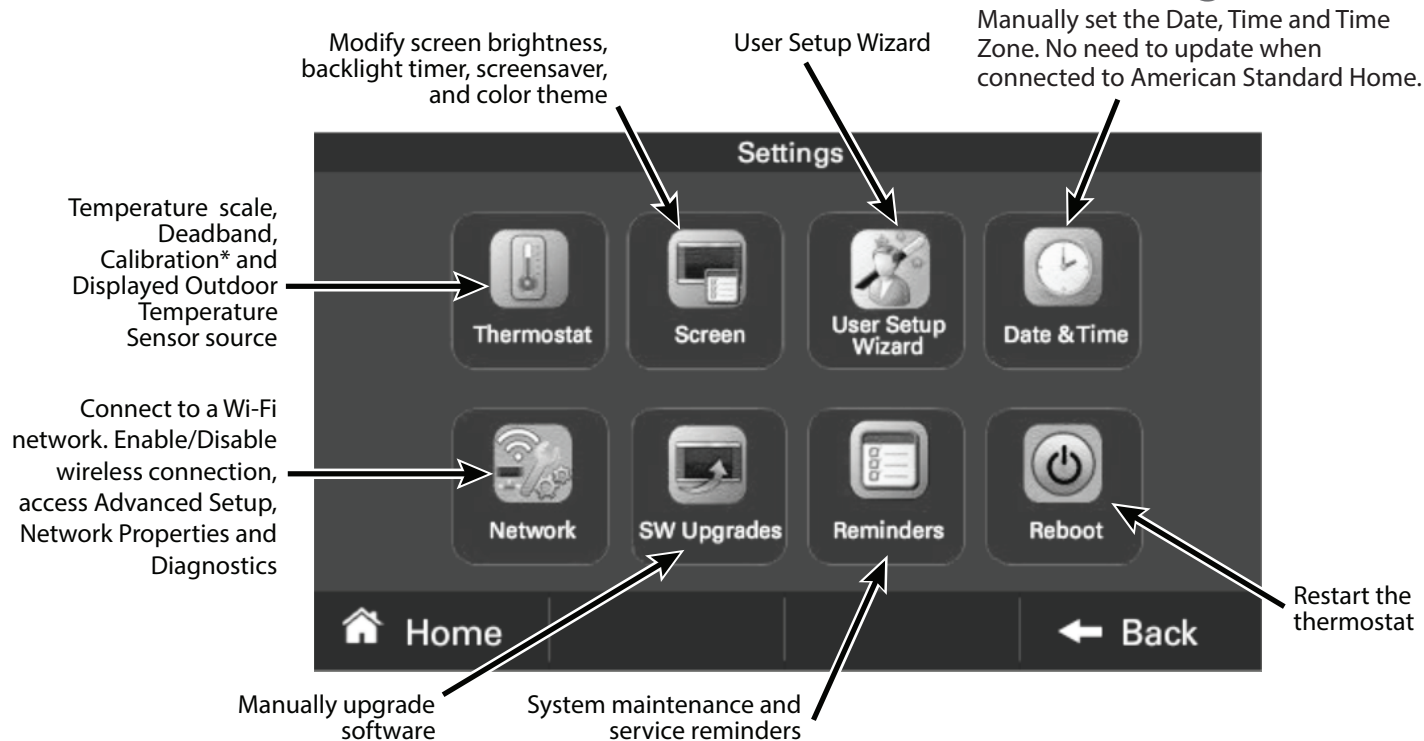 Manually set the Date, Time and Time
Zone. No need to update when
connected to American Standard Home.
Modify screen brightness,
backlight timer, screensaver,
and color theme
User Setup Wizard
Settings
Temperature scale,
Deadband,
Calibration* and
Displayed Outdoor
Temperature
Sensor source
Thermostat
Screen
User Setup
Wizard
Date & Time
Connect to a Wi-Fi
network. Enable/Disable
wireless connection,
access Advanced Setup,
Network Properties and
Diagnostics
Network
SW Upgrades
Reminders
Reboot
Restart the
thermostat
Home
Back
Manually upgrade
software
System maintenance and
service reminders